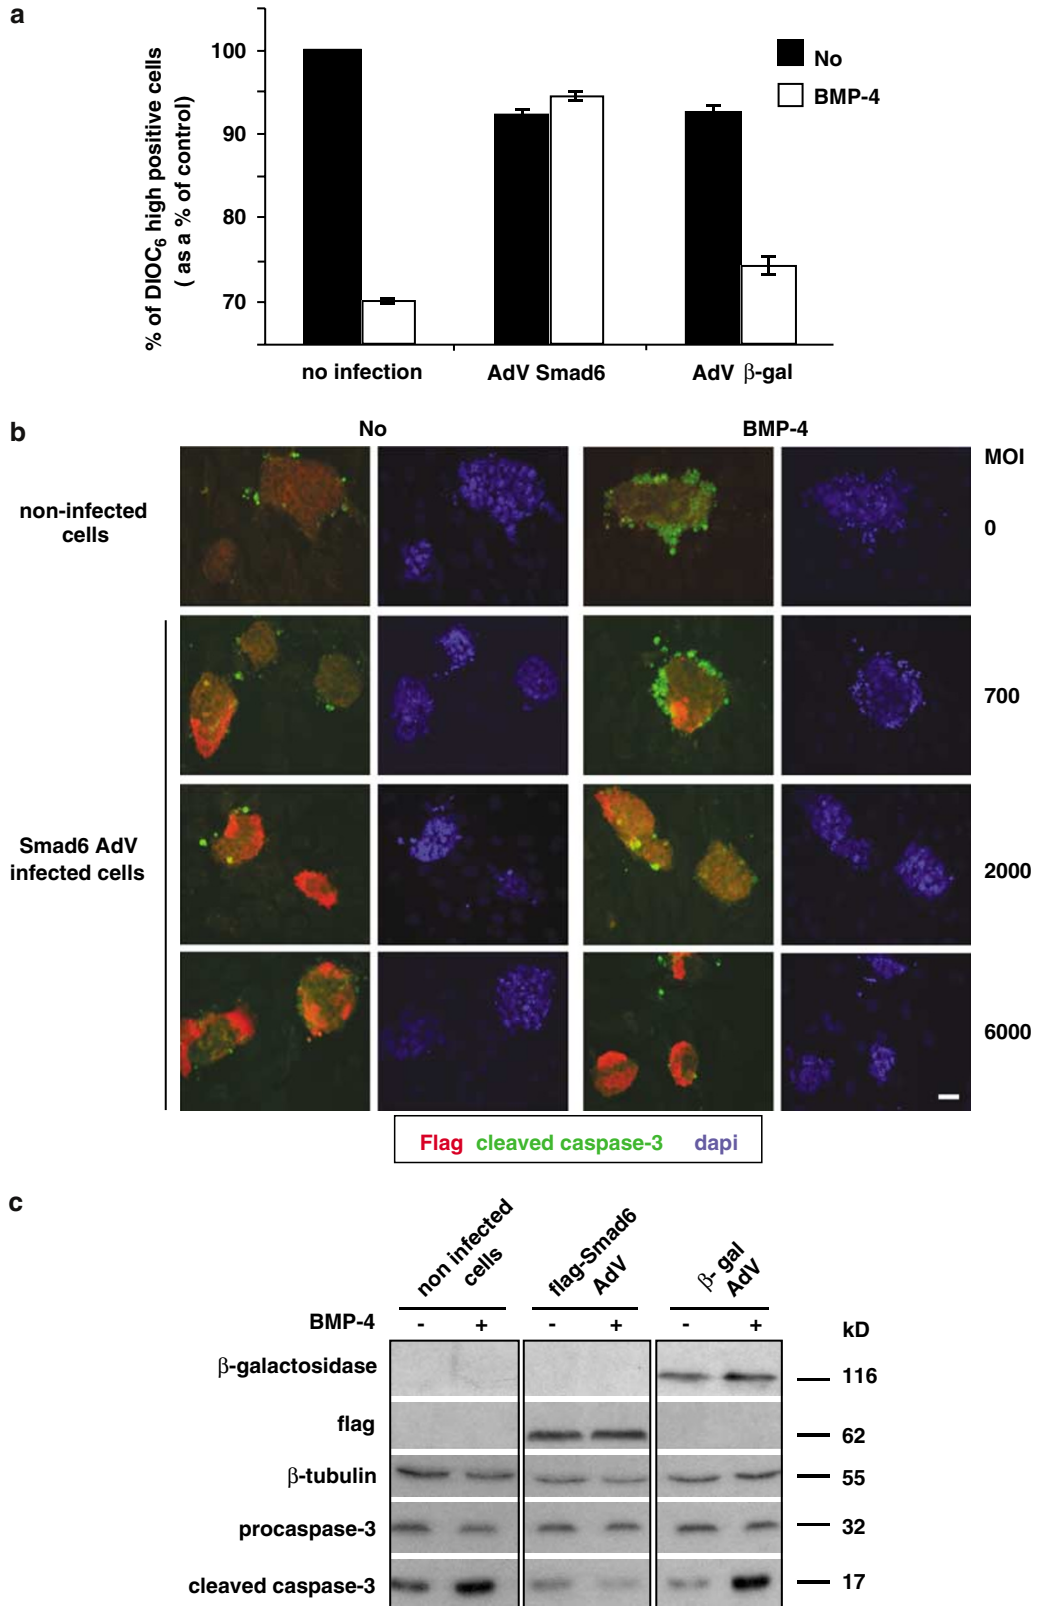 a
% of DIOC6 high positive cells
( as a % of control)
100
90
80
70
No
BMP-4
no infection
AdV Smad6
AdV β-gal
b
No
BMP-4
MOI
non-infected
cells
0
700
Smad6 AdV
infected cells
2000
6000
Flag cleaved caspase-3 dapi
c
non infected
cells
flag-Smad6
AdV
β- gal
AdV
BMP-4 - + - + - + kD
β-galactosidase 116
flag 62
β-tubulin 55
procaspase-3 32
cleaved caspase-3 17